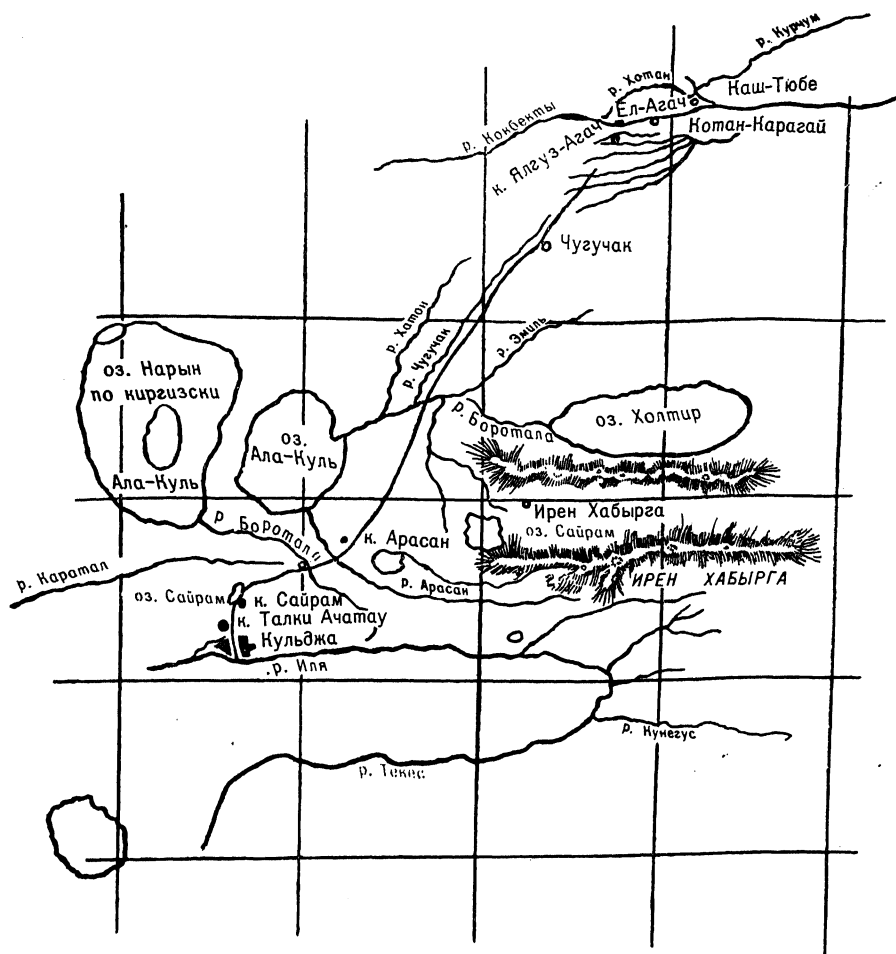 р. Курчум
р. Хотан
Каш-Тюбе
Ел-Агач
р. Кокбекты
Котан-Карагай
к. Ялгуз-Агач
Чугучак
р. Хатон
р. Чугучак
р. Эмиль
оз. Нарын
по киргизски
Ала-Куль
оз.
Ала-Куль
р. Боротала
оз. Холтир
р Боротала
к. Арасан
Ирен Хабырга
оз. Сайрам
р. Каратал
р. Арасан
ИРЕН ХАБЫРГА
оз. Сайрам
к. Сайрам
к. Талки Ачатау
Кульджа
р. Иля
р. Кунегус
р. Текес